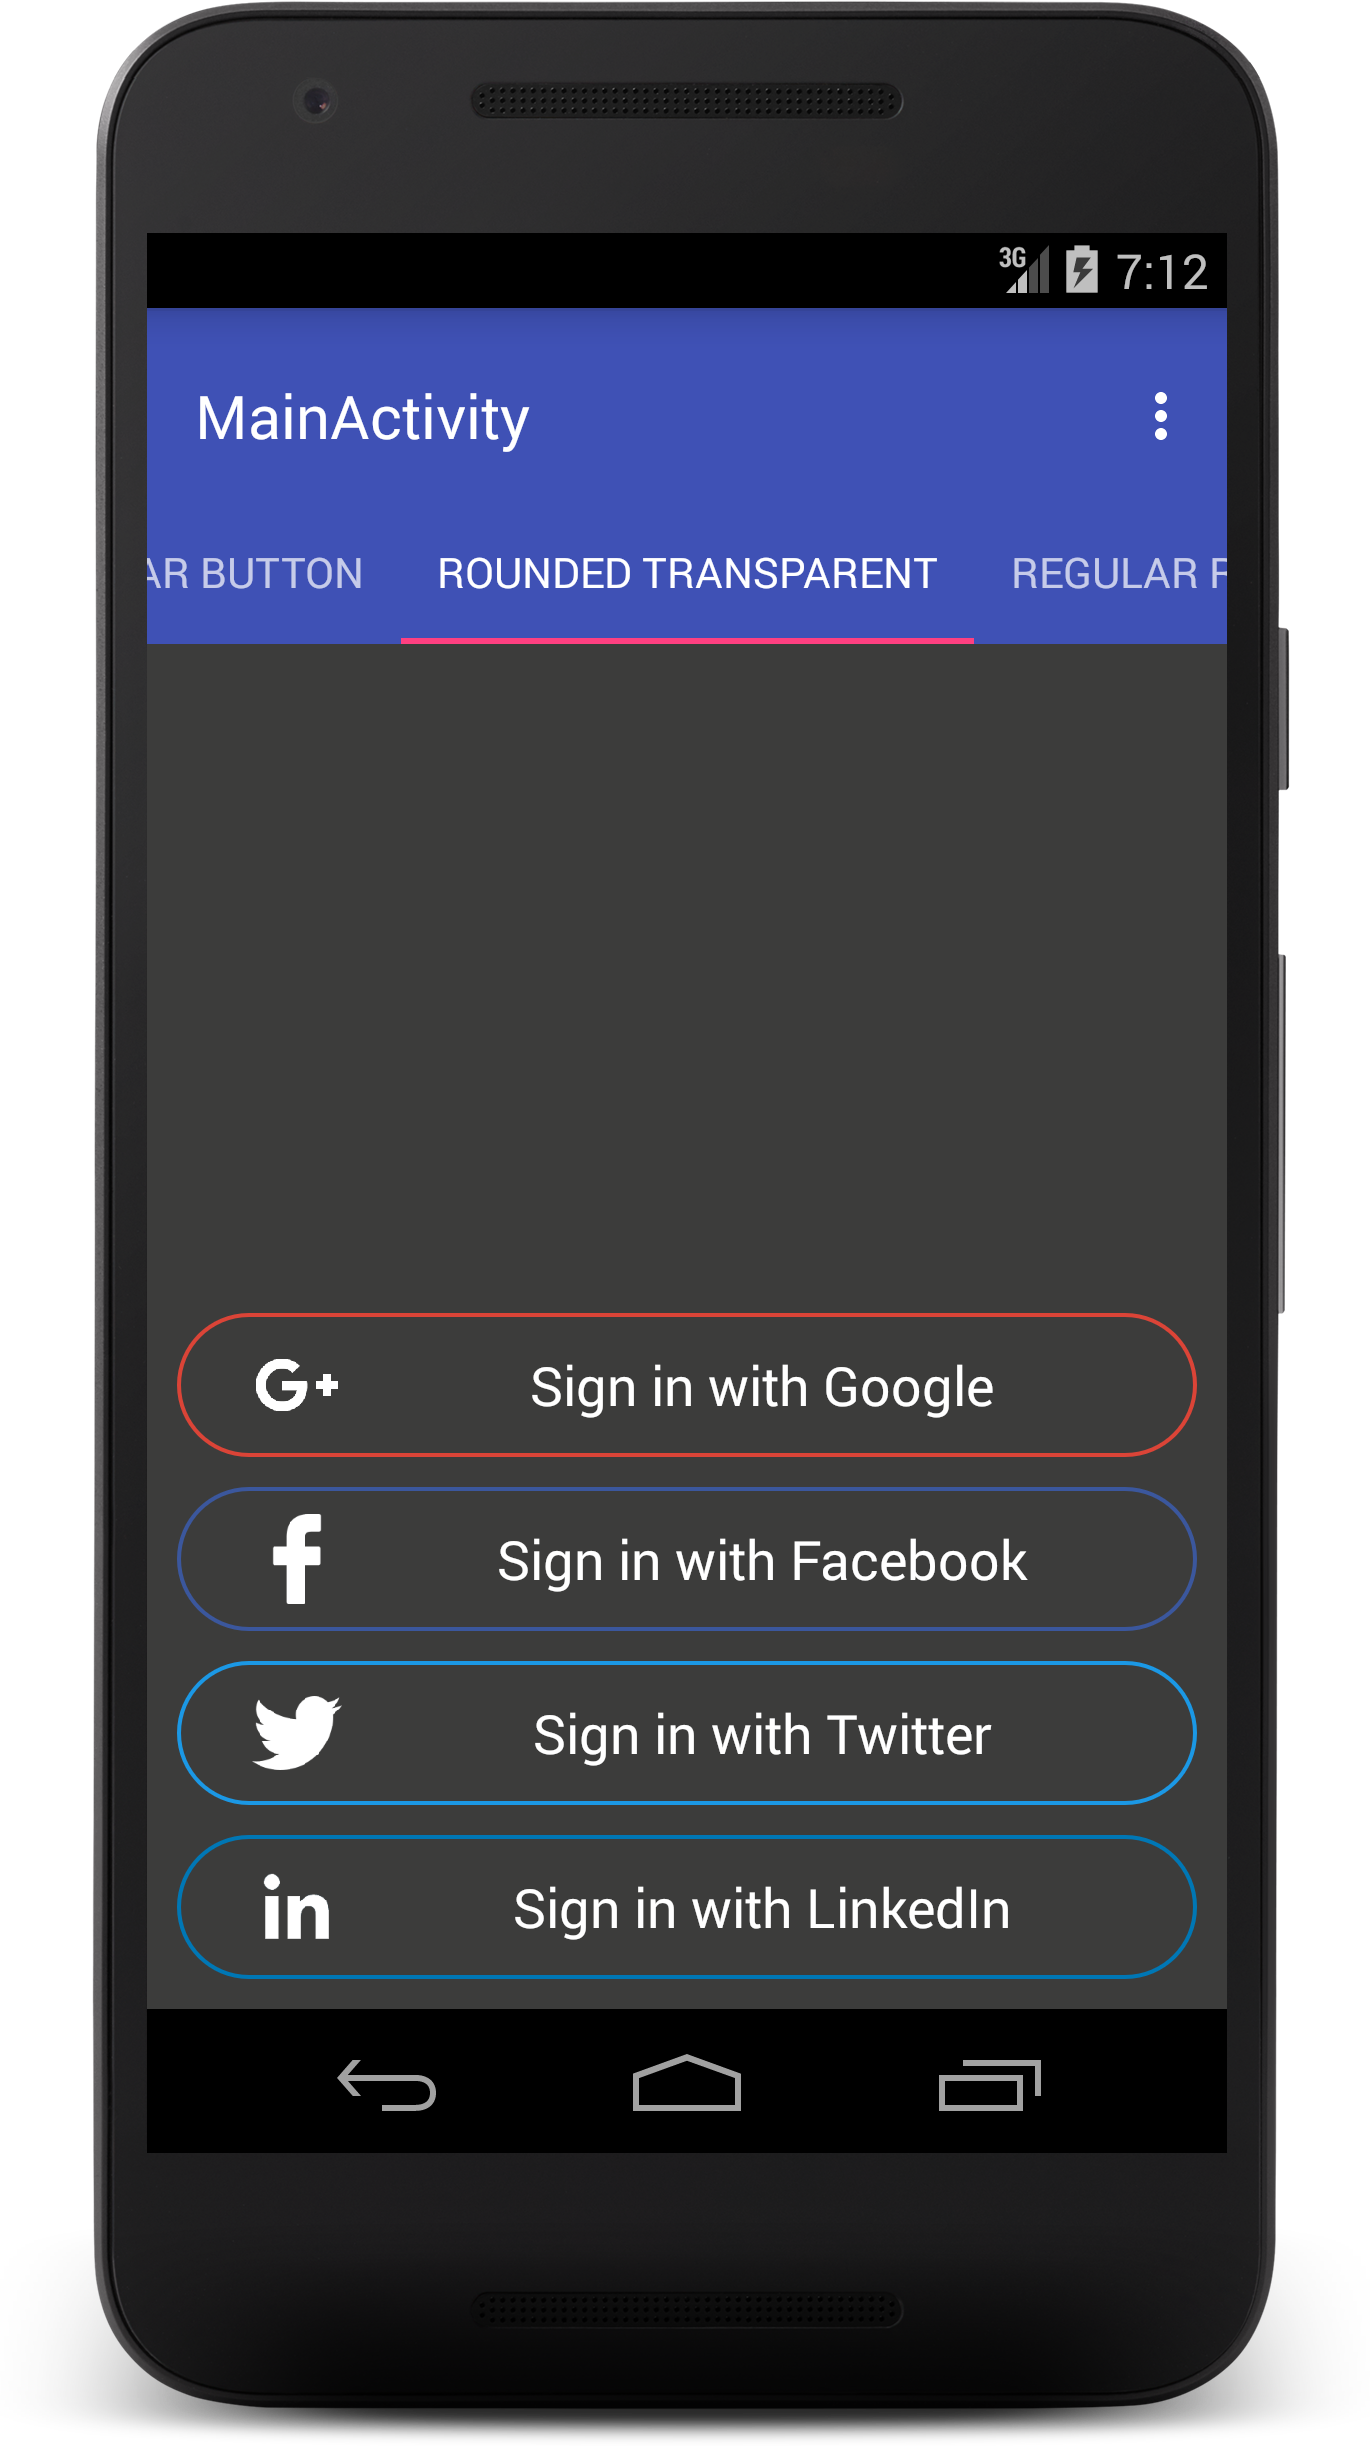 3G 7:12
MainActivity
AR BUTTON ROUNDED TRANSPARENT REGULAR
G+ Sign in with Google
f Sign in with Facebook
Sign in with Twitter
in Sign in with LinkedIn